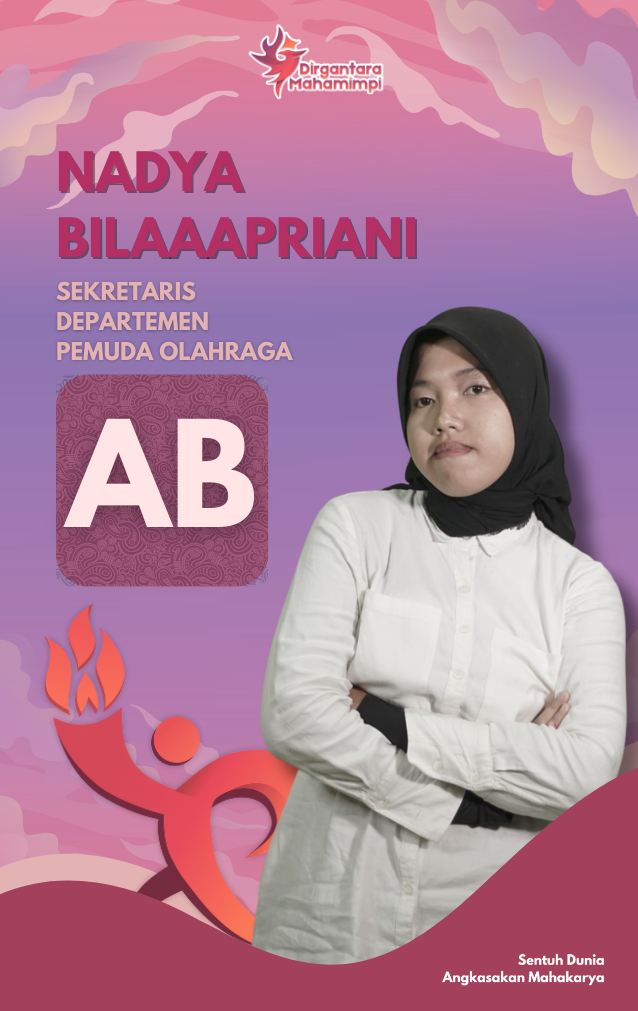 Dirgantara
Mahamimpi
NADYA
BILAAAPRIANI
SEKRETARIS
DEPARTEMEN
PEMUDA OLAHRAGA
AB
Sentuh Dunia
Angkasakan Mahakarya